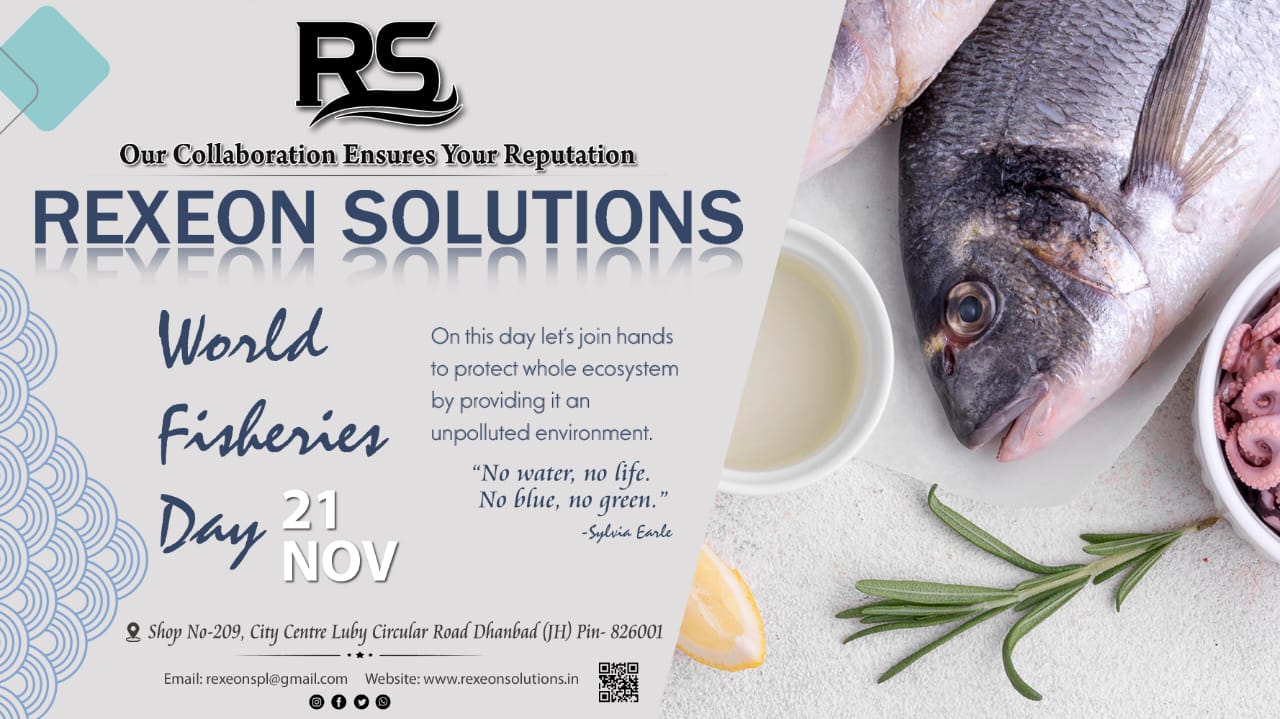 RS
Our Collaboration Ensures Your Reputation
REXEON SOLUTIONS
World
Fisheries
Day
21
NOV
On this day let's join hands
to protect whole ecosystem
by providing it an
unpolluted environment.
“No water, no life.
No blue, no green.”
-Sylvia Earle
Shop No-209, City Centre Luby Circular Road Dhanbad (JH) Pin- 826001
Email: rexeonspl@gmail.com Website: www.rexeonsolutions.in